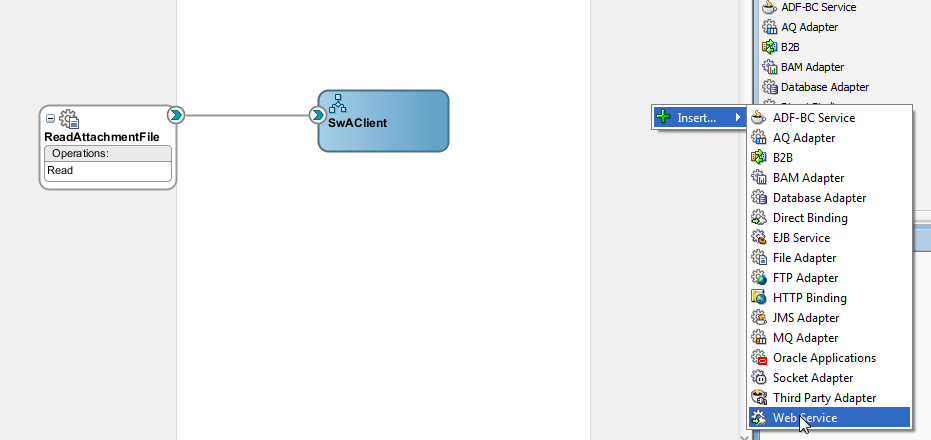 ReadAttachmentFile
Operations:
Read
SwAClient
ADF-BC Service
AQ Adapter
B2B
BAM Adapter
Database Adapter
Insert...
ADF-BC Service
AQ Adapter
B2B
BAM Adapter
Database Adapter
Direct Binding
EJB Service
File Adapter
FTP Adapter
HTTP Binding
JMS Adapter
MQ Adapter
Oracle Applications
Socket Adapter
Third Party Adapter
Web Service